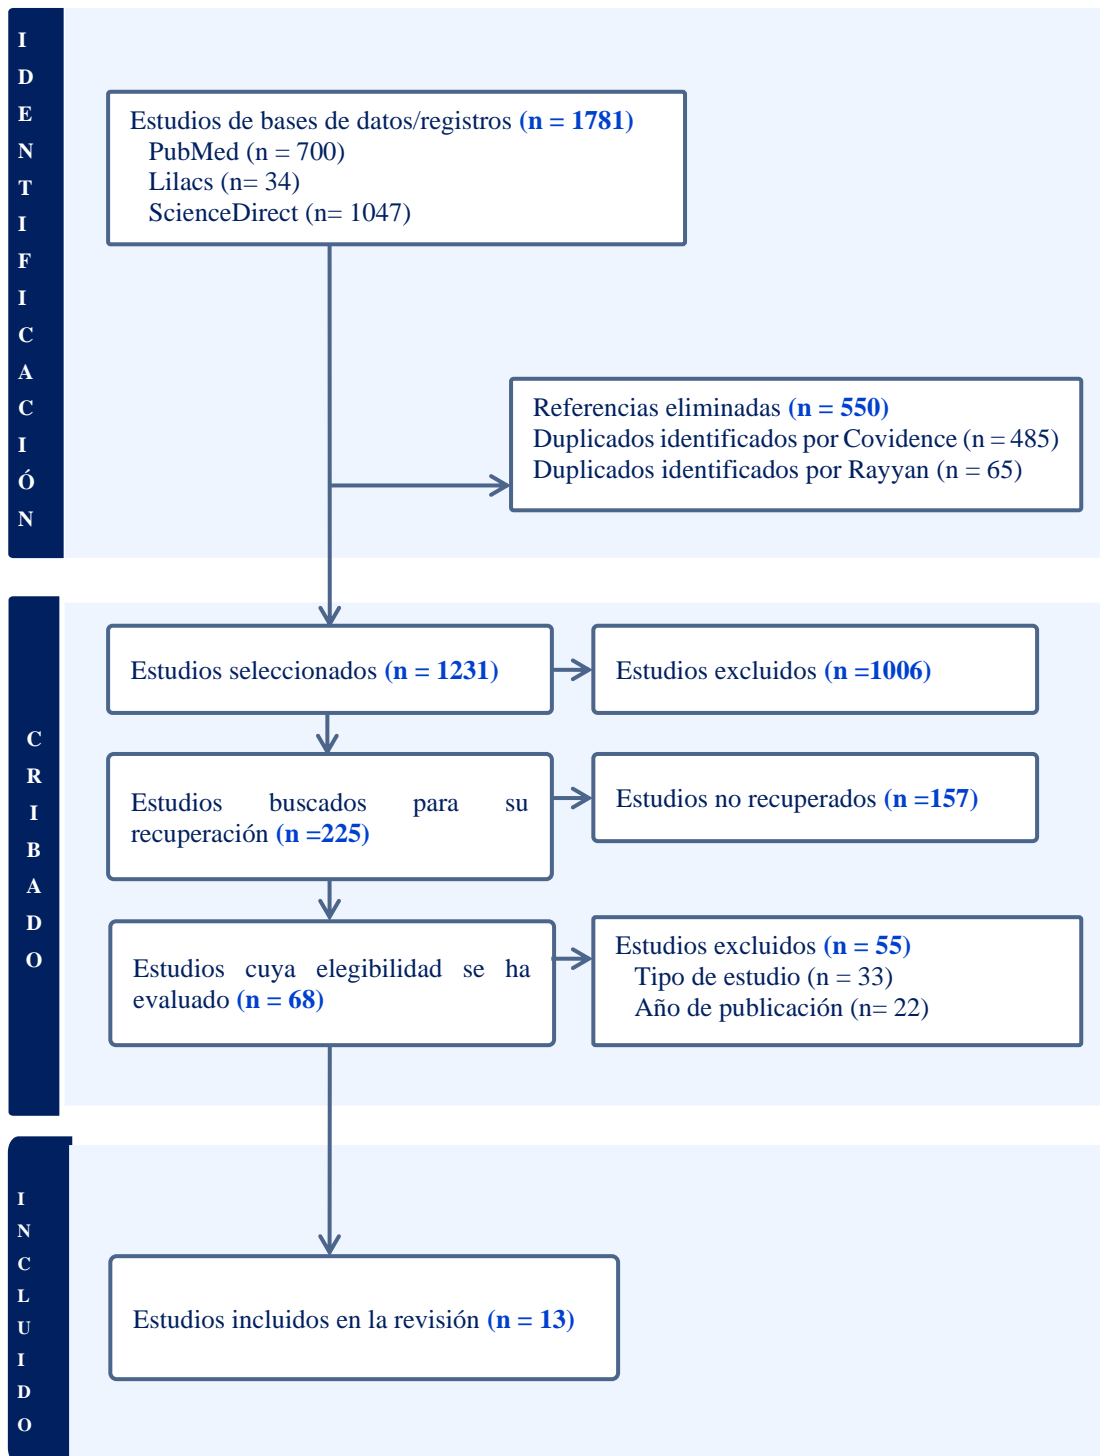 IDENTIFICACIÓN
Estudios de bases de datos/registros (n = 1781)
PubMed (n = 700)
Lilacs (n= 34)
ScienceDirect (n= 1047)
Referencias eliminadas (n = 550)
Duplicados identificados por Covidence (n = 485)
Duplicados identificados por Rayyan (n = 65)
CRIBADO
Estudios seleccionados (n = 1231)
Estudios excluidos (n =1006)
Estudios buscados para su
recuperación (n =225)
Estudios no recuperados (n =157)
Estudios cuya elegibilidad se ha
evaluado (n = 68)
Estudios excluidos (n = 55)
Tipo de estudio (n = 33)
Año de publicación (n= 22)
INCLUIDO
Estudios incluidos en la revisión (n = 13)